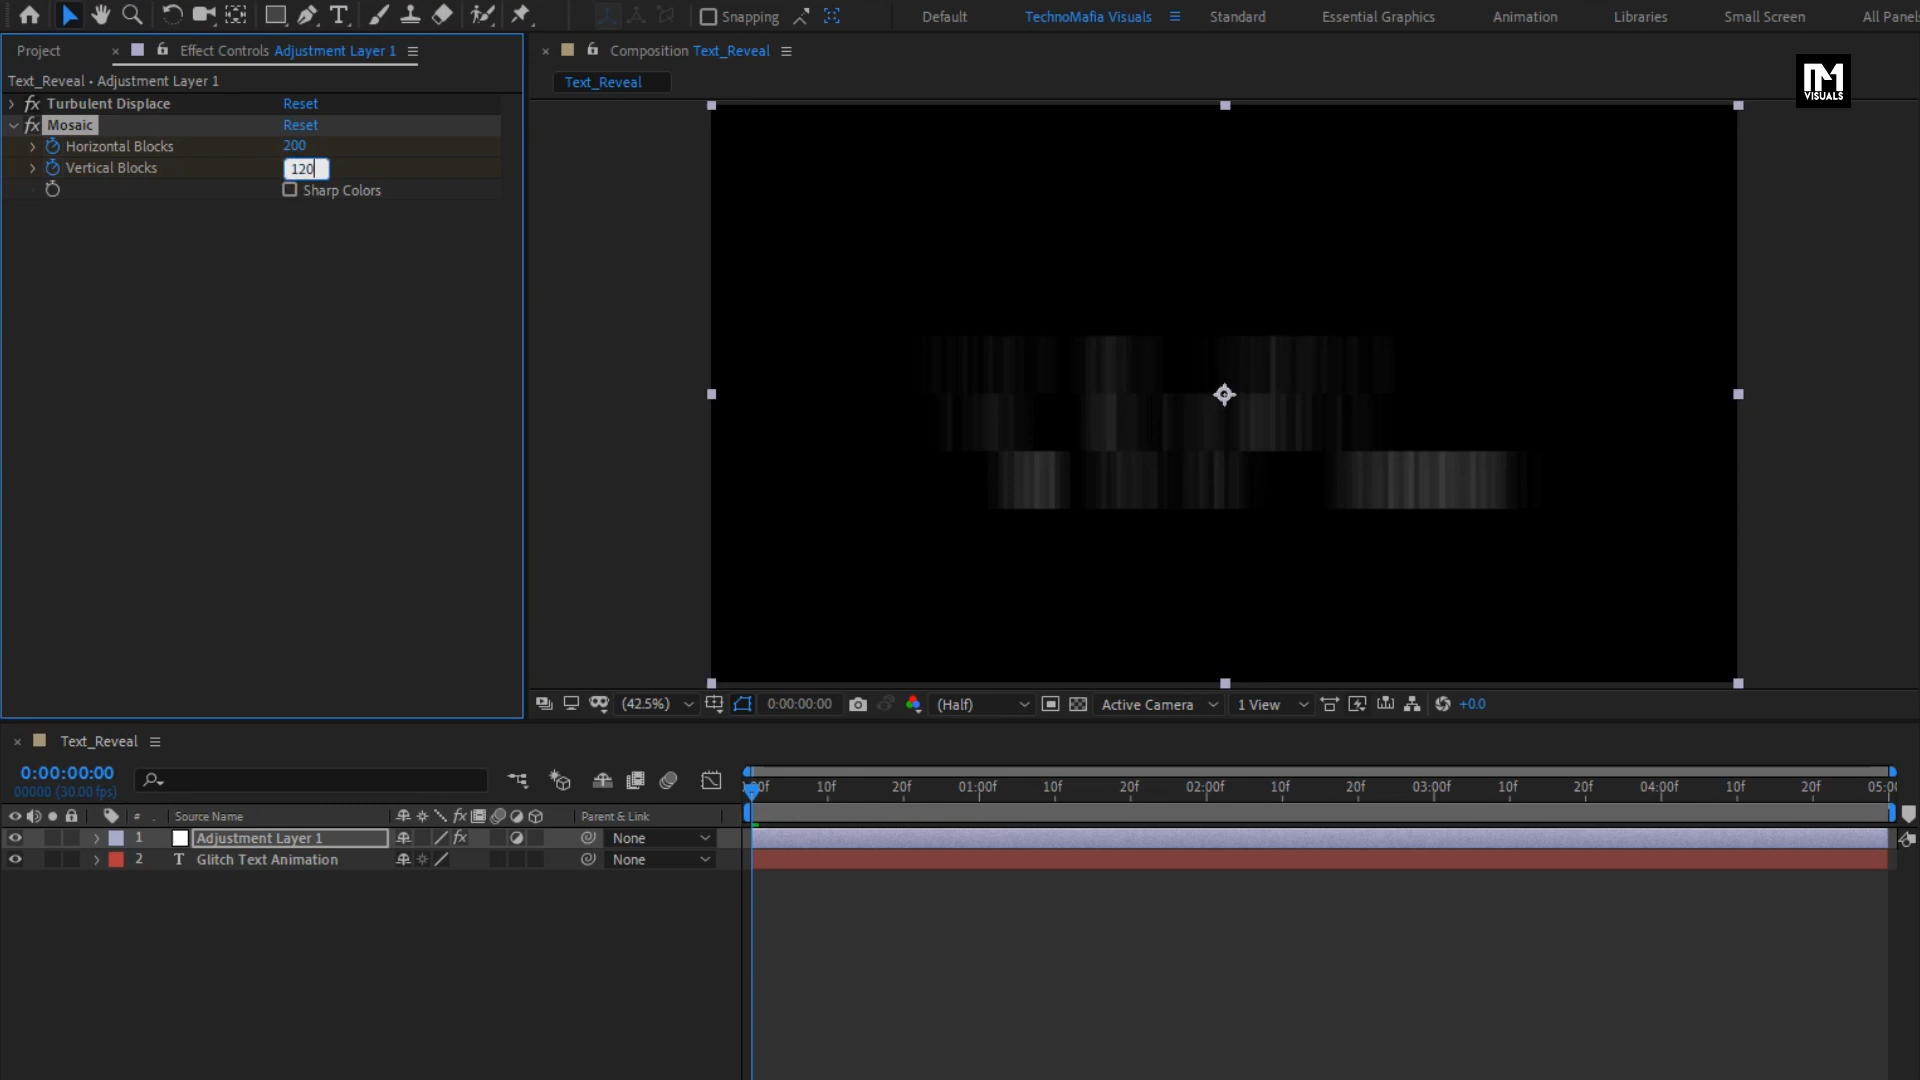 Snapping
Default
TechnoMafia Visuals
Standard
Essential Graphics
Animation
Libraries
Small Screen
All Panels
Project
Effect Controls Adjustment Layer 1
Composition Text_Reveal
Text_Reveal • Adjustment Layer 1
Text_Reveal
fx Turbulent Displace Reset
fx Mosaic Reset
Horizontal Blocks 200
Vertical Blocks 120
Sharp Colors
VISUALS
(42.5%) 0:00:00:00 (Half) Active Camera 1 View +0.0
Text_Reveal
0:00:00:00
00000 (30.00 fps)
:00f 10f 20f 01:00f 10f 20f 02:00f 10f 20f 03:00f 10f 20f 04:00f 10f 20f 05:00
# Source Name fx Parent & Link
1 Adjustment Layer 1 fx None
2 T Glitch Text Animation None